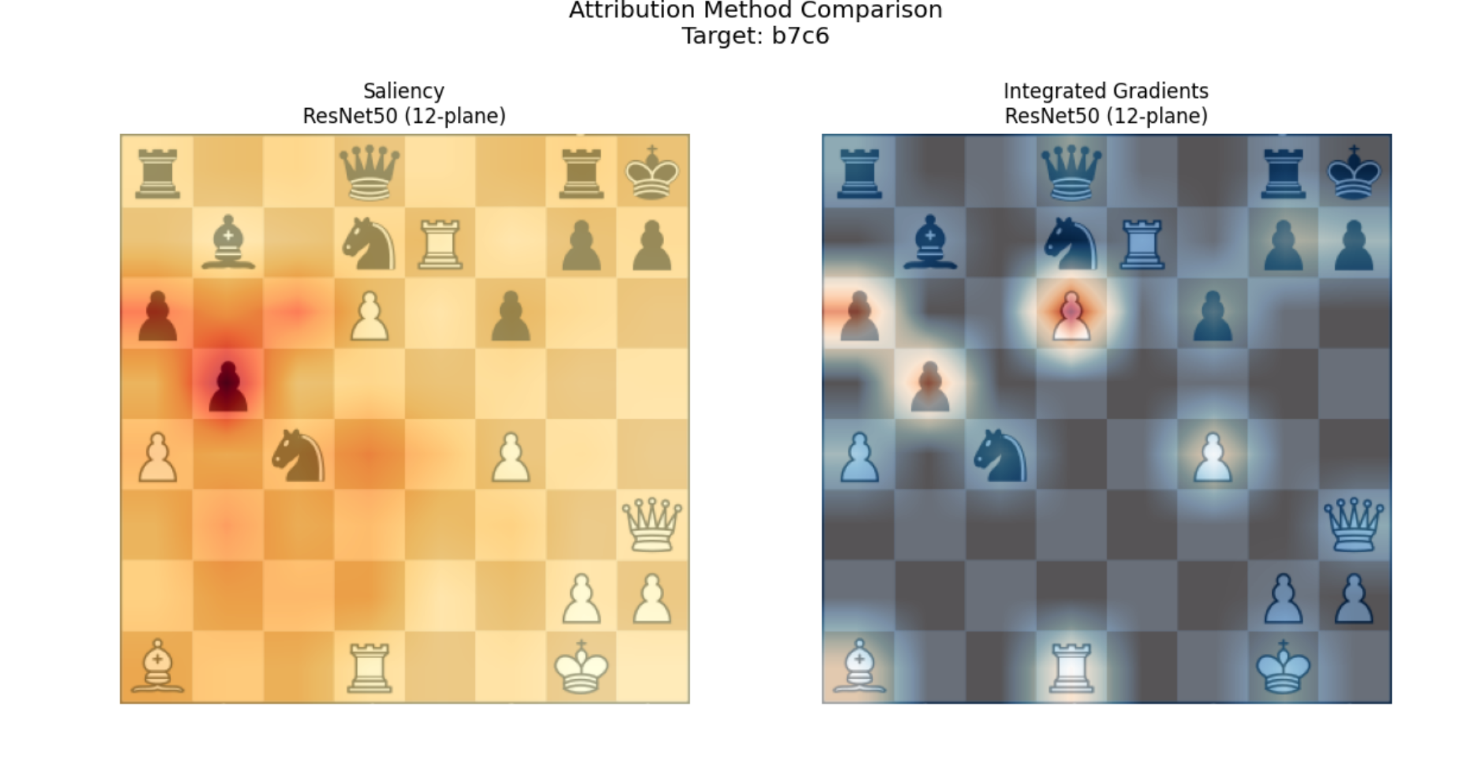 Attribution Method Comparison
Target: b7c6
Saliency
ResNet50 (12-plane)
Integrated Gradients
ResNet50 (12-plane)